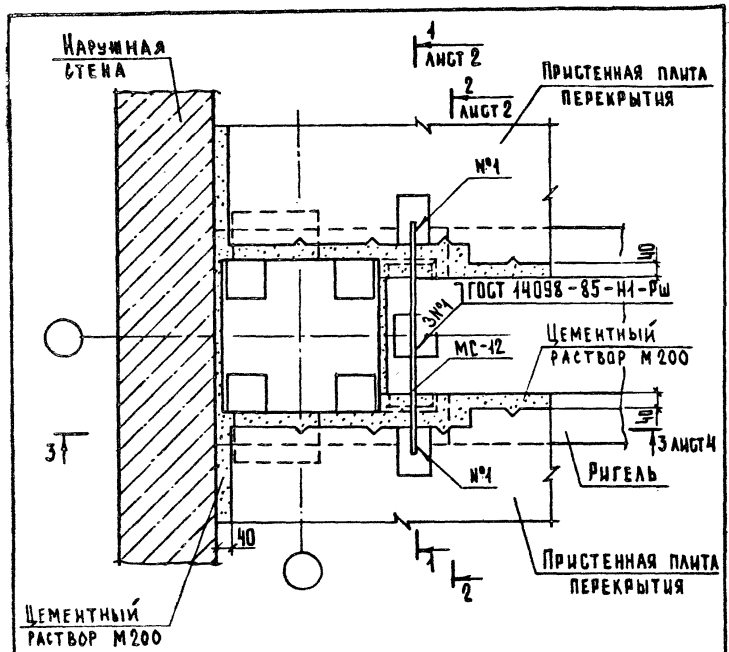 Наружная
стена
1
лист 2
2
лист 2
Пристенная плита
перекрытия
№1
40
ГОСТ 14098-85-Н1-Рш
3№1
МС-12
Цементный
раствор М200
40
3
3 лист 4
Ригель
№1
40
1
2
Пристенная плита
перекрытия
Цементный
раствор М200